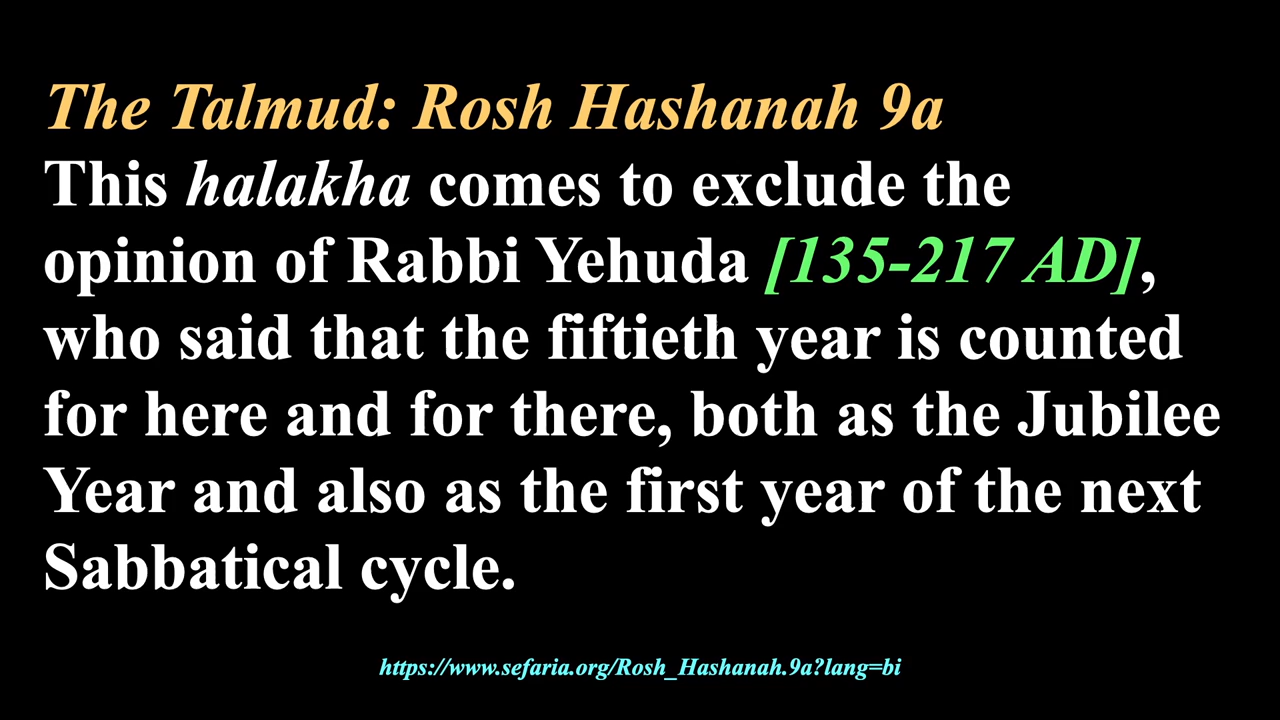 The Talmud: Rosh Hashanah 9a
This halakha comes to exclude the
opinion of Rabbi Yehuda [135-217 AD],
who said that the fiftieth year is counted
for here and for there, both as the Jubilee
Year and also as the first year of the next
Sabbatical cycle.
https://www.sefaria.org/Rosh_Hashanah.9a?lang=bi